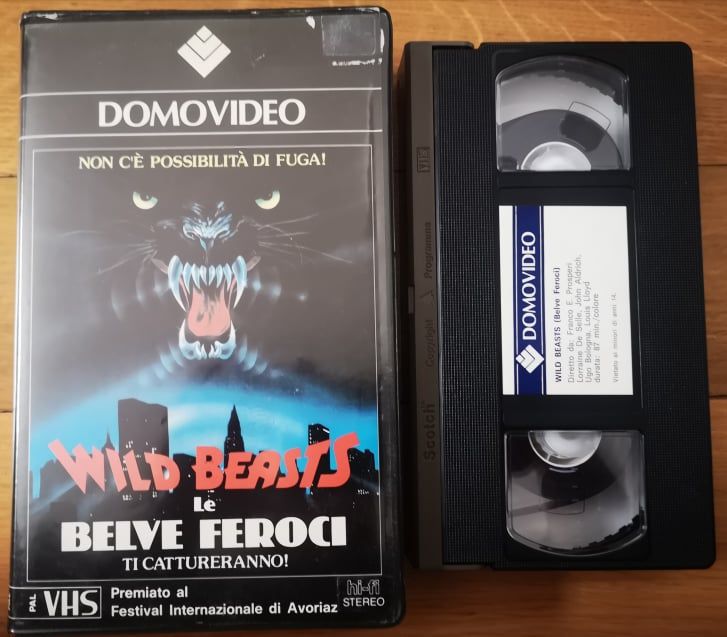 DOMOVIDEO
NON C'È POSSIBILITÀ DI FUGA!
WILD BEASTS
Le
BELVE FEROCI
TI CATTURERANNO!
PAL VHS
Premiato al
Festival Internazionale di Avoriaz
hi-fi
STEREO
VHS
Scotch Copyright Programma
DOMOVIDEO
WILD BEASTS (Belve Feroci)
Diretto da: Franco E. Prosperi
Lorraine De Selle, John Aldrich,
Ugo Bologna, Louis Lloyd
durata: 87 min./colore
Vietato ai minori di anni 14.